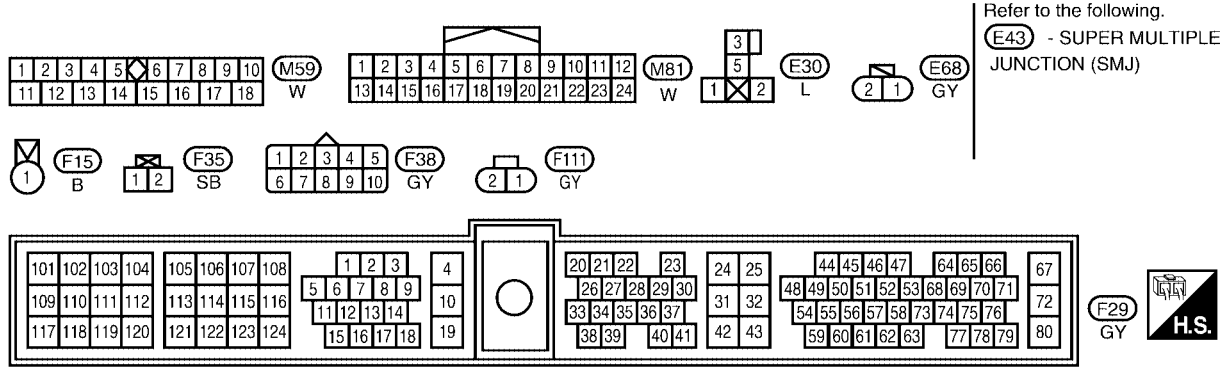 Refer to the following.
E43 - SUPER MULTIPLE
JUNCTION (SMJ)
1 2 3 4 5 6 7 8 9 10
11 12 13 14 15 16 17 18
M59
W
1 2 3 4 5 6 7 8 9 10 11 12
13 14 15 16 17 18 19 20 21 22 23 24
M81
W
3
5
1 2
E30
L
2 1
E68
GY
1
F15
B
1 2
F35
SB
1 2 3 4 5
6 7 8 9 10
F38
GY
2 1
F111
GY
101 102 103 104 105 106 107 108 1 2 3 4 20 21 22 23 24 25 44 45 46 47 64 65 66 67
5 6 7 8 9 26 27 28 29 30 48 49 50 51 52 53 68 69 70 71
109 110 111 112 113 114 115 116 10 31 32 72
11 12 13 14 33 34 35 36 37 54 55 56 57 58 73 74 75 76
117 118 119 120 121 122 123 124 15 16 17 18 19 38 39 40 41 42 43 59 60 61 62 63 77 78 79 80
F29
GY
H.S.